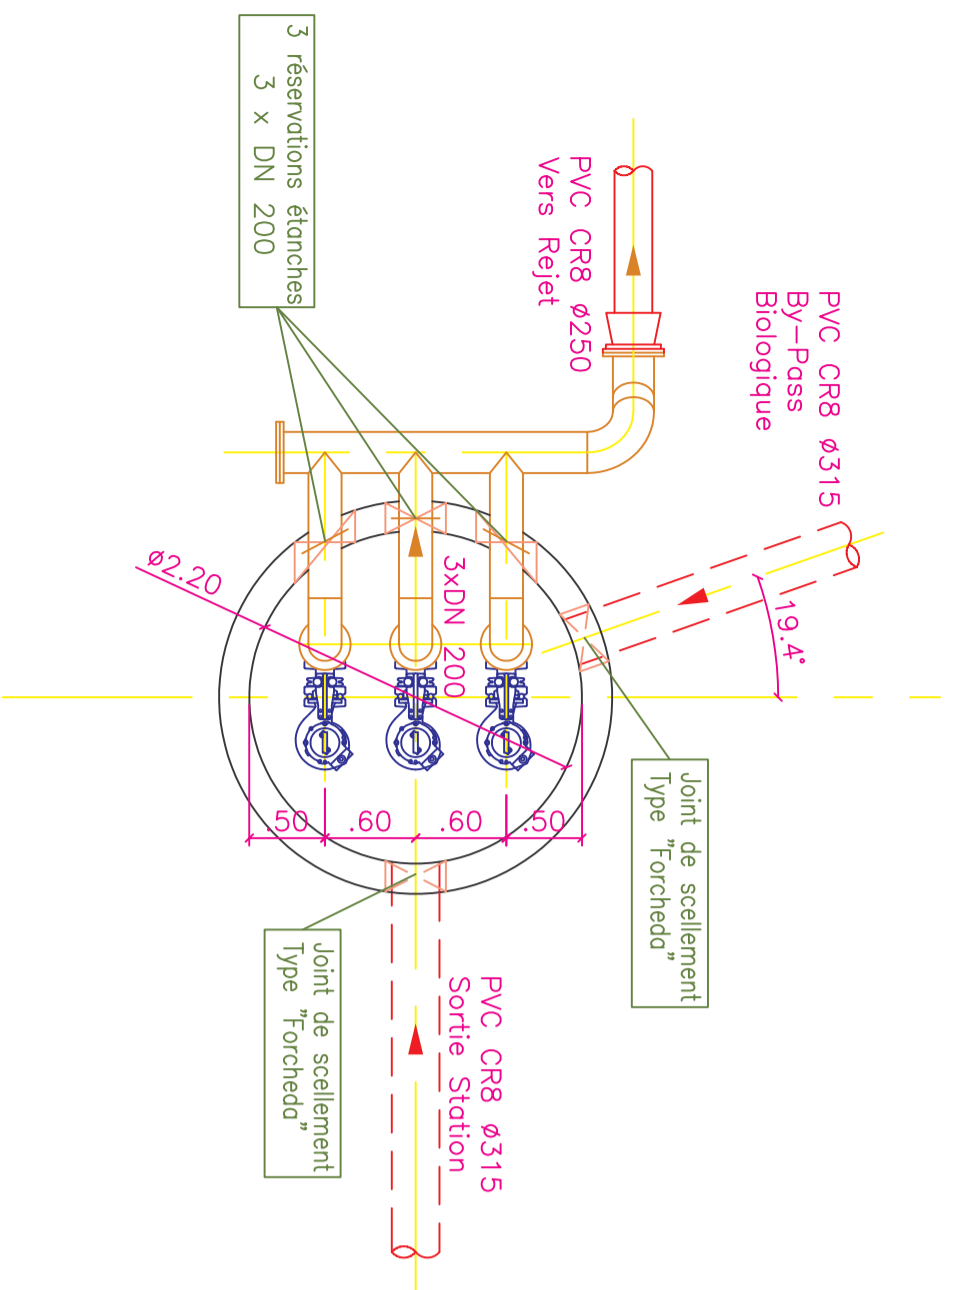 PVC CR8 ø315
By-Pass
Biologique
PVC CR8 ø250
Vers Rejet
3 réservations étanches
3 x DN 200
19.4°
Joint de scellement
Type "Forcheda"
3xDN 200
ø2.20
.50
.60
.60
.50
PVC CR8 ø315
Sortie Station
Joint de scellement
Type "Forcheda"